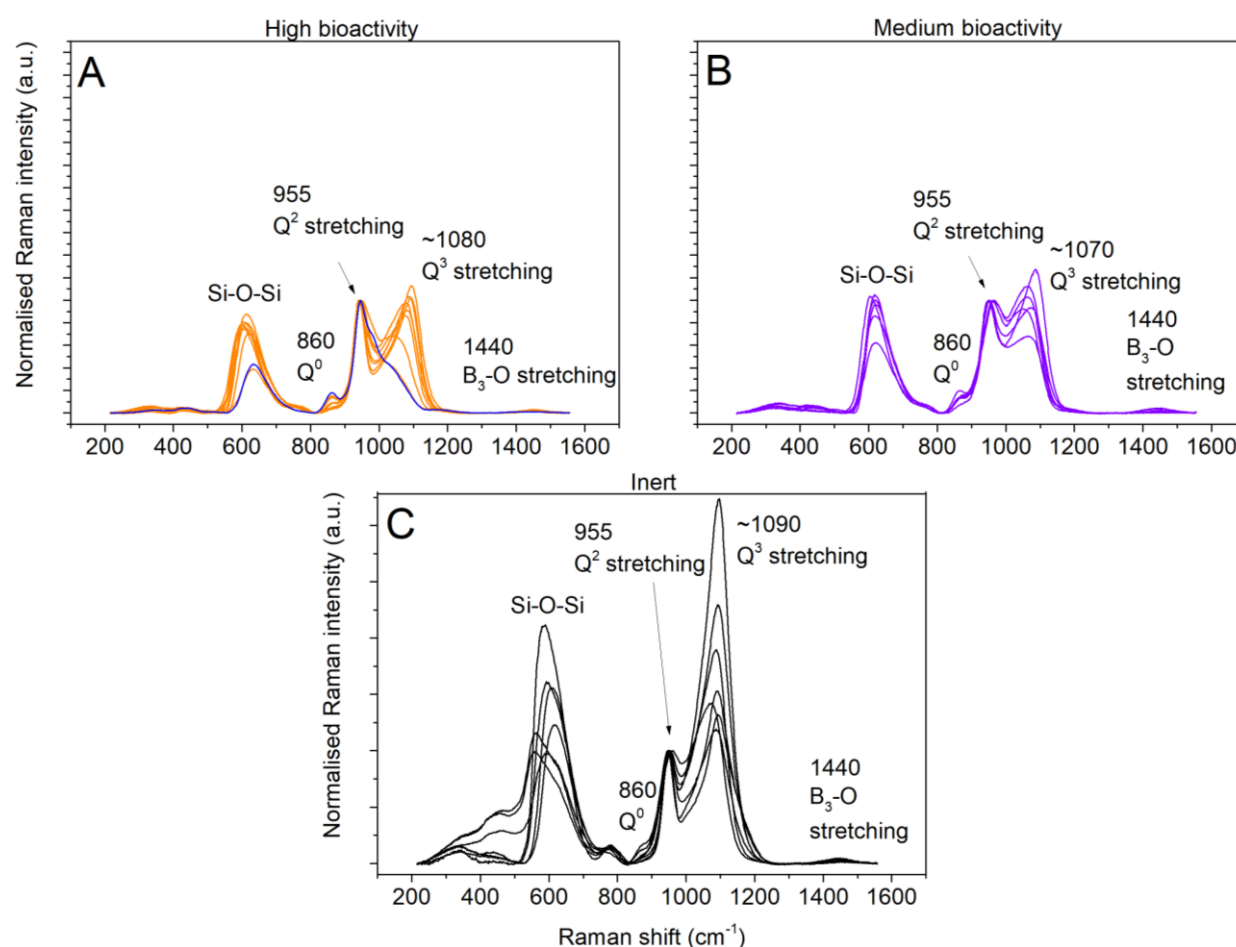 High bioactivity
A
Normalised Raman intensity (a.u.)
955
Q² stretching
~1080
Q³ stretching
Si-O-Si
860
Q⁰
1440
B₃-O stretching
200 400 600 800 1000 1200 1400 1600
Medium bioactivity
B
955
Q² stretching
~1070
Q³ stretching
Si-O-Si
860
Q⁰
1440
B₃-O
stretching
200 400 600 800 1000 1200 1400 1600
Inert
C
Normalised Raman intensity (a.u.)
955
Q² stretching
~1090
Q³ stretching
Si-O-Si
860
Q⁰
1440
B₃-O
stretching
200 400 600 800 1000 1200 1400 1600
Raman shift (cm⁻¹)